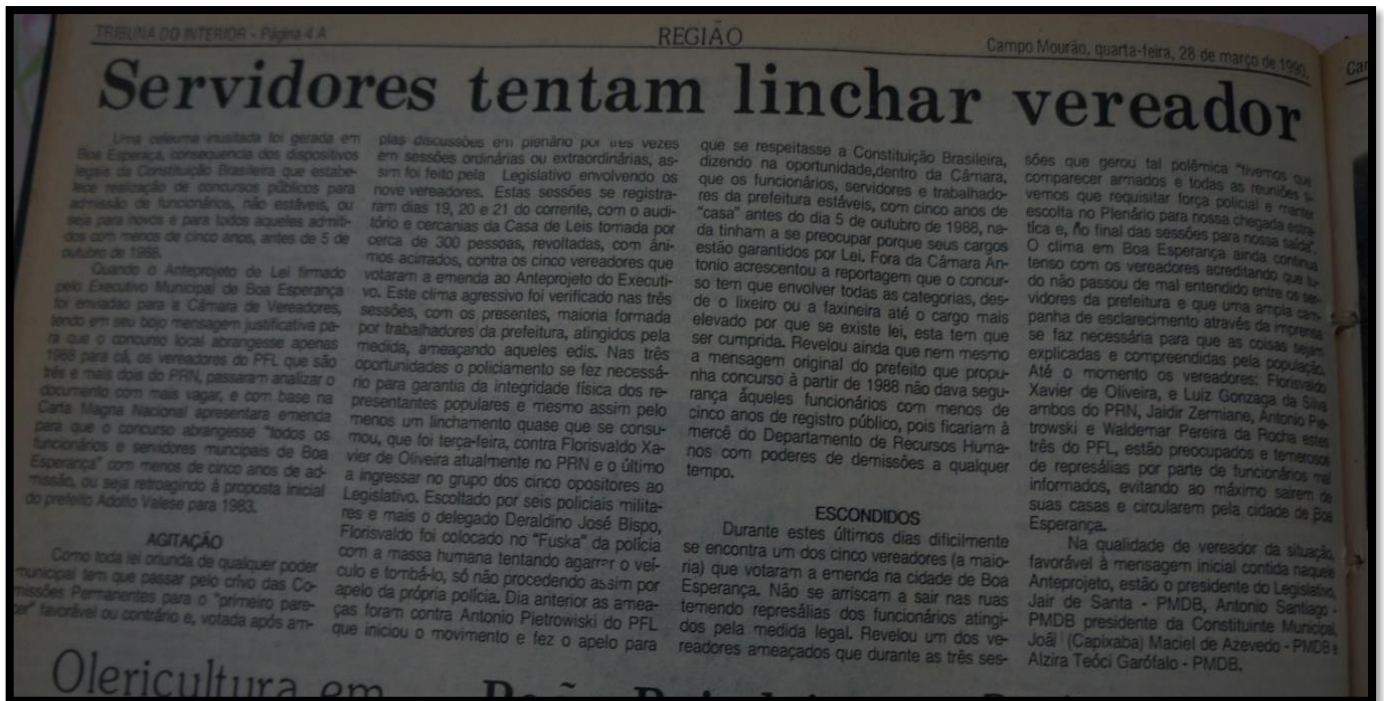 TRIBUNA DO INTERIOR - Página 4 A
REGIÃO
Campo Mourão, quarta-feira, 28 de março de 1990.
Servidores tentam linchar vereador
Uma celeuma inusitada foi gerada em
Boa Esperaça, consequencia dos dispositivos
legais da Constituição Brasileira que estabe-
lece realização de concursos públicos para
admissão de funcionários, não estáveis, ou
seja para novos e para todos aqueles admiti-
dos com menos de cinco anos, antes de 5 de
outubro de 1988.
Quando o Anteprojeto de Lei firmado
pelo Executivo Municipal de Boa Esperança
foi enviadao para a Câmara de Vereadores,
tendo em seu bojo mensagem justificativa pa-
ra que o concurso local abrangesse apenas
1988 para cá, os vereadores do PFL que são
três e mais dois do PRN, passaram analizar o
documento com mais vagar, e com base na
Carta Magna Nacional apresentara emenda
para que o concurso abrangesse "todos os
funcionários e servidores muncipais de Boa
Esperança" com menos de cinco anos de ad-
missão, ou seja retroagindo à proposta inicial
do prefeito Adolfo Valese para 1983.
AGITAÇÃO
Como toda lei oriunda de qualquer poder
municipal tem que passar pelo crivo das Co-
missões Permanentes para o "primeiro pare-
cer" favorável ou contrário e, votada após am-
plas discussões em plenário por três vezes
em sessões ordinárias ou extraordinárias, as-
sim foi feito pela Legislativo envolvendo os
nove vereadores. Estas sessões se registra-
ram dias 19, 20 e 21 do corrente, com o audi-
tório e cercanias da Casa de Leis tomada por
cerca de 300 pessoas, revoltadas, com âni-
mos acirrados, contra os cinco vereadores que
votaram a emenda ao Anteprojeto do Executi-
vo. Este clima agressivo foi verificado nas três
sessões, com os presentes, maioria formada
por trabalhadores da prefeitura, atingidos pela
medida, ameaçando aqueles edis. Nas três
oportunidades o policiamento se fez necessá-
rio para garantia da integridade física dos re-
presentantes populares e mesmo assim pelo
menos um linchamento quase que se consu-
mou, que foi terça-feira, contra Florisvaldo Xa-
vier de Oliveira atualmente no PRN e o último
a ingressar no grupo dos cinco opositores ao
Legislativo. Escoltado por seis policiais milita-
res e mais o delegado Deraldino José Bispo,
Florisvaldo foi colocado no "Fuska" da polícia
com a massa humana tentando agarrar o veí-
culo e tombá-lo, só não procedendo assim por
apelo da própria polícia. Dia anterior as amea-
ças foram contra Antonio Pietrowiski do PFL
que iniciou o movimento e fez o apelo para
que se respeitasse a Constituição Brasileira,
dizendo na oportunidade,dentro da Câmara,
que os funcionários, servidores e trabalhado-
res da prefeitura estáveis, com cinco anos de
"casa" antes do dia 5 de outubro de 1988, na-
da tinham a se preocupar porque seus cargos
estão garantidos por Lei. Fora da Câmara An-
tonio acrescentou a reportagem que o concur-
so tem que envolver todas as categorias, des-
de o lixeiro ou a faxineira até o cargo mais
elevado por que se existe lei, esta tem que
ser cumprida. Revelou ainda que nem mesmo
a mensagem original do prefeito que propu-
nha concurso à partir de 1988 não dava segu-
rança áqueles funcionários com menos de
cinco anos de registro público, pois ficariam à
mercê do Departamento de Recursos Huma-
nos com poderes de demissões a qualquer
tempo.
ESCONDIDOS
Durante estes últimos dias dificilmente
se encontra um dos cinco vereadores (a maio-
ria) que votaram a emenda na cidade de Boa
Esperança. Não se arriscam a sair nas ruas
temendo represálias dos funcionários atingi-
dos pela medida legal. Revelou um dos ve-
readores ameaçados que durante as três ses-
sões que gerou tal polêmica "tivemos que
comparecer armados e todas as reuniões ti-
vemos que requisitar força policial e manter
escolta no Plenário para nossa chegada estra-
tica e, no final das sessões para nossa saída".
O clima em Boa Esperança ainda continua
tenso com os vereadores acreditando que tu-
do não passou de mal entendido entre os ser-
vidores da prefeitura e que uma ampla cam-
panha de esclarecimento através da imprensa
se faz necessária para que as coisas sejam
explicadas e compreendidas pela população.
Até o momento os vereadores: Florisvaldo
Xavier de Oliveira, e Luiz Gonzaga da Silva
ambos do PRN, Jaidir Zermiane, Antonio Pie-
trowski e Waldemar Pereira da Rocha estes
três do PFL, estão preocupados e temerosos
de represálias por parte de funcionários mal
informados, evitando ao máximo sairem de
suas casas e circularem pela cidade de Boa
Esperança.
Na qualidade de vereador da situação,
favorável à mensagem inicial contida naquele
Anteprojeto, estão o presidente do Legislativo,
Jair de Santa - PMDB, Antonio Santiago -
PMDB presidente da Constituinte Municipal,
Joãl (Capixaba) Maciel de Azevedo - PMDB e
Alzira Teóci Garófalo - PMDB.
Olericultura em